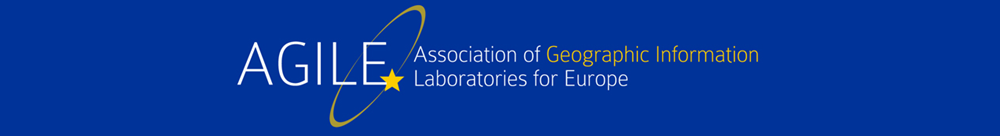 AGILE
Association of Geographic Information
Laboratories for Europe